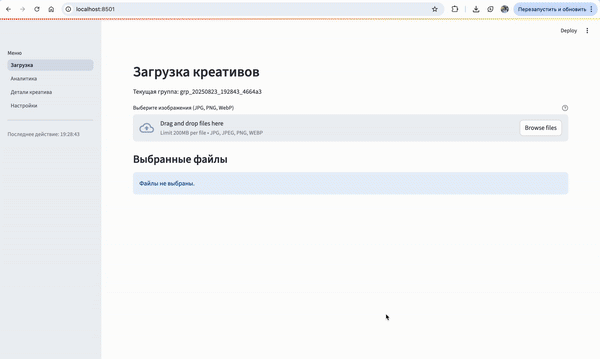 localhost:8501
Перезапустить и обновить
Deploy
Меню
Загрузка
Аналитика
Детали креатива
Настройки
Последнее действие: 19:28:43
Загрузка креативов
Текущая группа: grp_20250823_192843_4664a3
Выберите изображения (JPG, PNG, WebP)
Drag and drop files here
Limit 200MB per file • JPG, JPEG, PNG, WEBP
Browse files
Выбранные файлы
Файлы не выбраны.